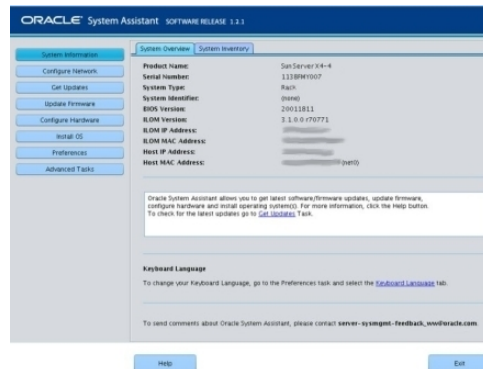 ORACLE System Assistant SOFTWARE RELEASE 1.2.1
System Information
Configure Network
Get Updates
Update Firmware
Configure Hardware
Install OS
Preferences
Advanced Tasks
System Overview System Inventory
Product Name: Sun Server X4-4
Serial Number: 1138FMY007
System Type: Rack
System Identifier: (none)
BIOS Version: 20011811
ILOM Version: 3.1.0.0 r70771
ILOM IP Address:
ILOM MAC Address:
Host IP Address:
Host MAC Address: (net0)
Oracle System Assistant allows you to get latest software/firmware updates, update firmware,
configure hardware and install operating system(s). For more information, click the Help button.
To check for the latest updates go to Get Updates Task.
Keyboard Language
To change your Keyboard Language, go to the Preferences task and select the Keyboard Language tab.
To send comments about Oracle System Assistant, please contact server-sysmgmt-feedback_ww@oracle.com
Help
Exit